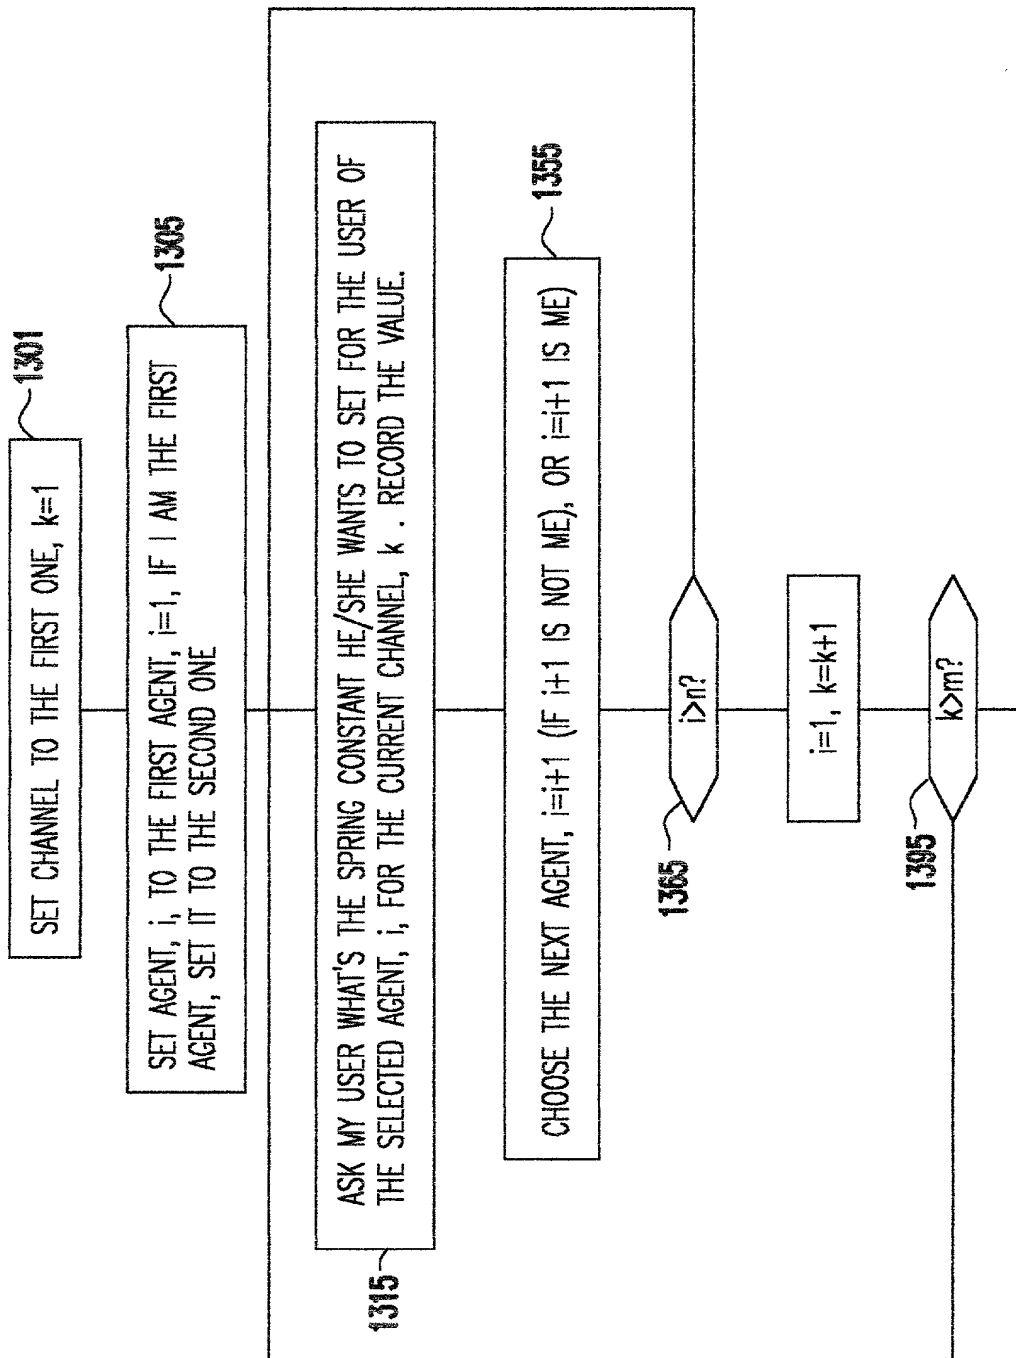 SET CHANNEL TO THE FIRST ONE, k=1
1301
SET AGENT, i, TO THE FIRST AGENT, i=1, IF I AM THE FIRST
AGENT, SET IT TO THE SECOND ONE
1305
ASK MY USER WHAT'S THE SPRING CONSTANT HE/SHE WANTS TO SET FOR THE USER OF
THE SELECTED AGENT, i, FOR THE CURRENT CHANNEL, k . RECORD THE VALUE.
1315
CHOOSE THE NEXT AGENT, i=i+1 (IF i+1 IS NOT ME), OR i=i+1 IS ME)
1355
i>n?
1365
i=1, k=k+1
k>m?
1395